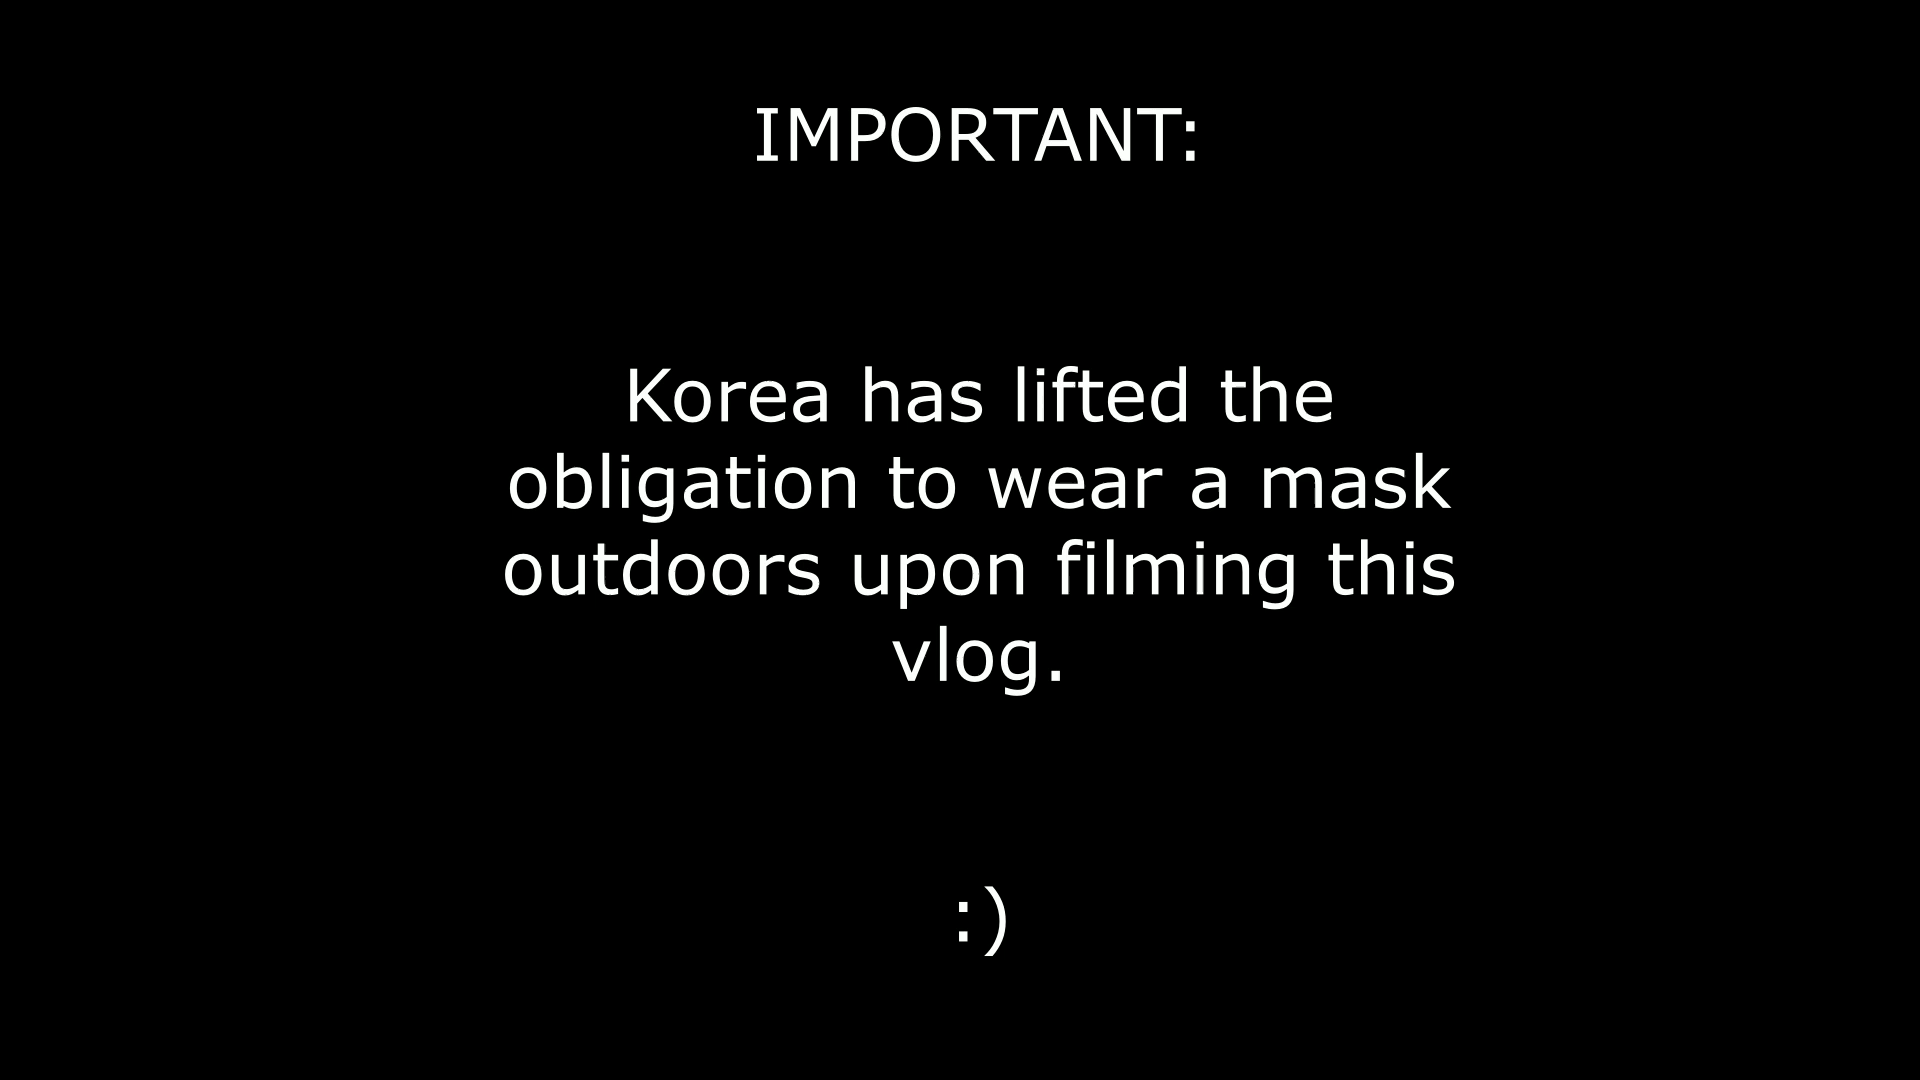 IMPORTANT:
Korea has lifted the
obligation to wear a mask
outdoors upon filming this
vlog.
:)